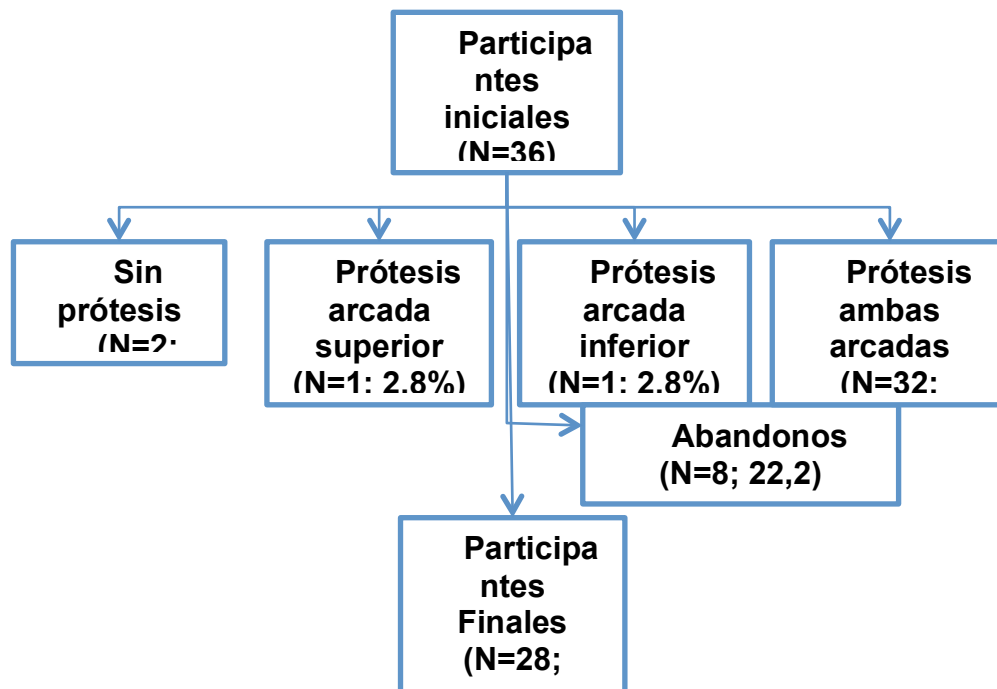 Participa
ntes
iniciales
(N=36)
Sin
prótesis
(N=2;
Prótesis
arcada
superior
(N=1; 2.8%)
Prótesis
arcada
inferior
(N=1; 2.8%)
Prótesis
ambas
arcadas
(N=32;
Abandonos
(N=8; 22,2)
Participa
ntes
Finales
(N=28;